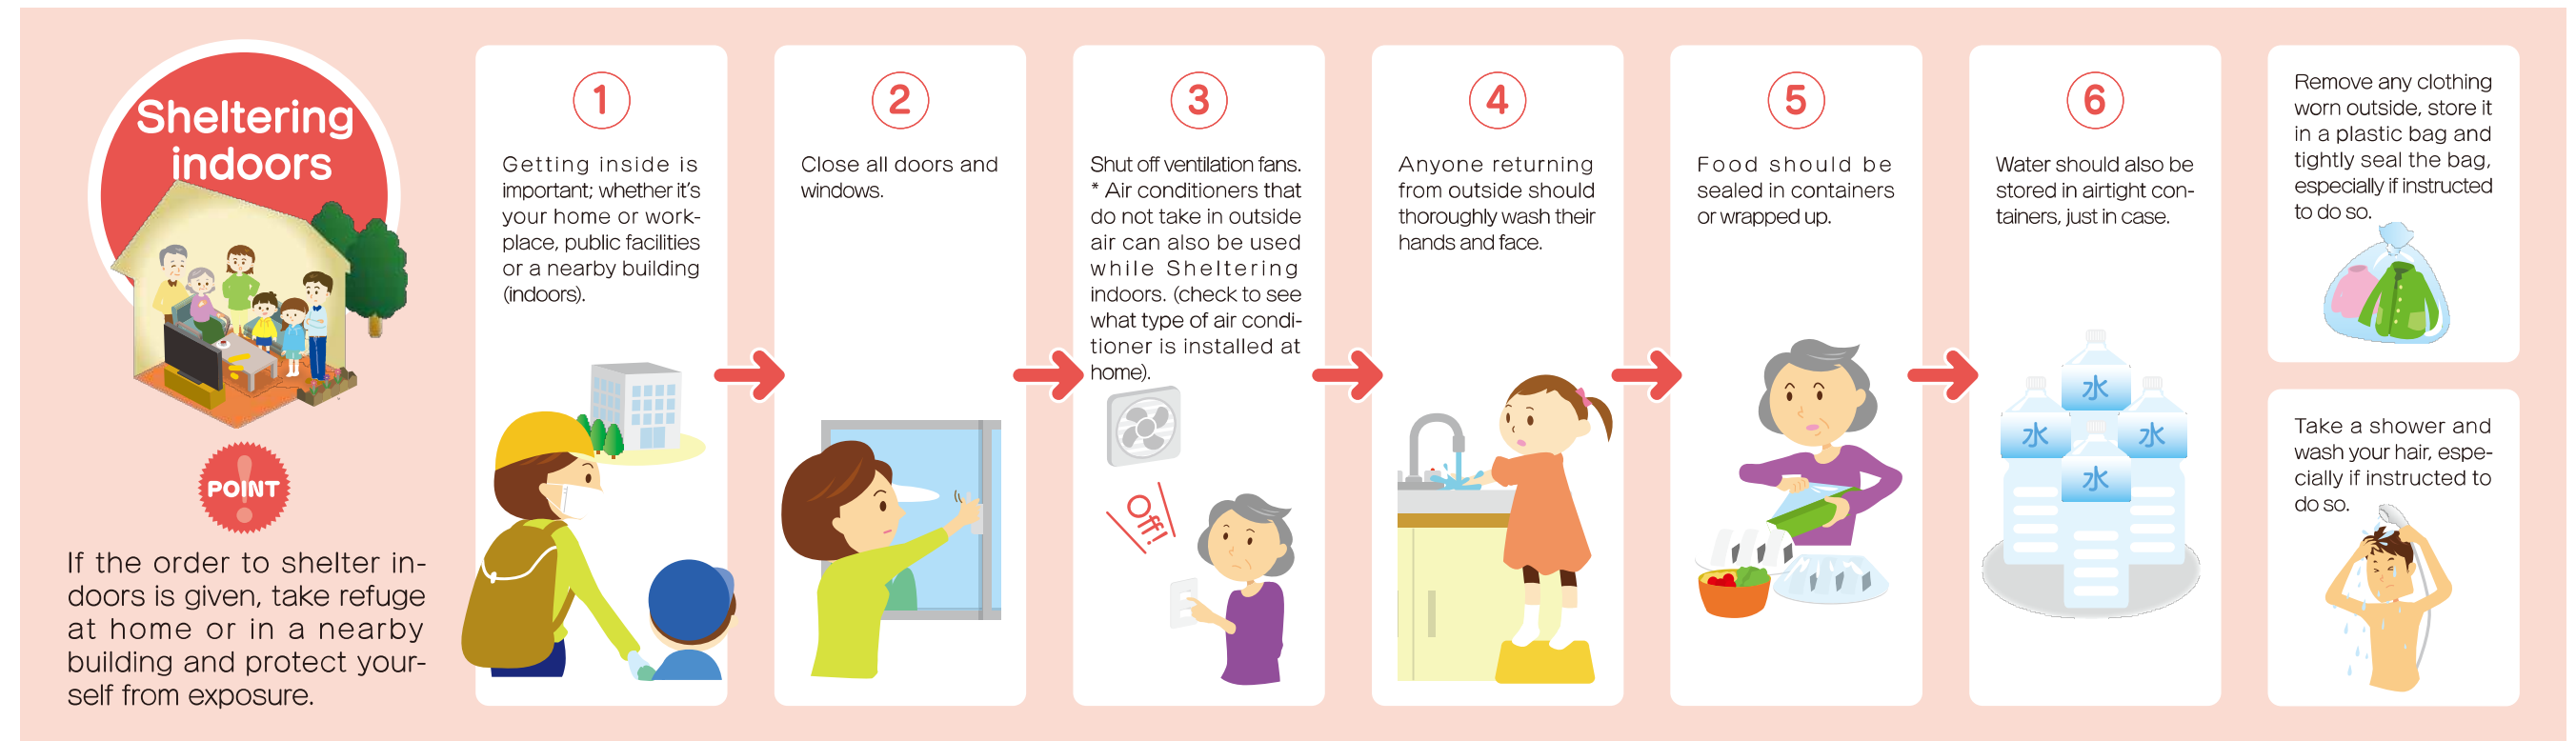 Sheltering
indoors
POINT
If the order to shelter in-
doors is given, take refuge
at home or in a nearby
building and protect your-
self from exposure.
1
Getting inside is
important; whether it's
your home or work-
place, public facilities
or a nearby building
(indoors).
2
Close all doors and
windows.
3
Shut off ventilation fans.
* Air conditioners that
do not take in outside
air can also be used
while Sheltering
indoors. (check to see
what type of air condi-
tioner is installed at
home).
Off!
4
Anyone returning
from outside should
thoroughly wash their
hands and face.
5
Food should be
sealed in containers
or wrapped up.
6
Water should also be
stored in airtight con-
tainers, just in case.
水
水
水
水
Remove any clothing
worn outside, store it
in a plastic bag and
tightly seal the bag,
especially if instructed
to do so.
Take a shower and
wash your hair, espe-
cially if instructed to
do so.